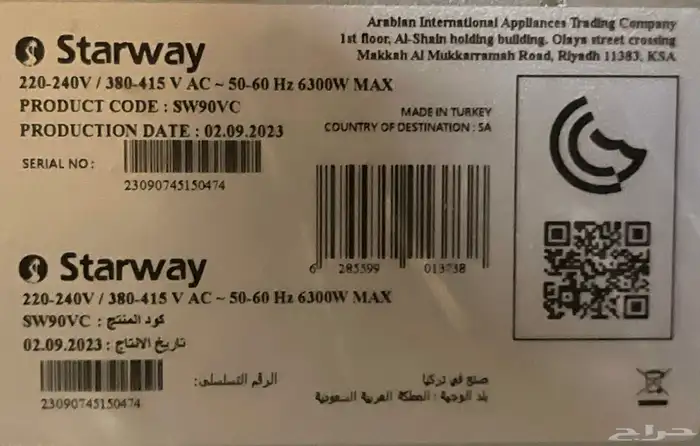 Arabian International Appliances Trading Company
1st floor, Al-Shain holding building. Olaya street crossing
Makkah Al Mukkarramah Road, Riyadh 11383, KSA
Starway
220-240V / 380-415 V AC ~ 50-60 Hz 6300W MAX
PRODUCT CODE : SW90VC
PRODUCTION DATE : 02.09.2023
MADE IN TURKEY
COUNTRY OF DESTINATION : SA
SERIAL NO :
23090745150474
6 285599 013738
Starway
220-240V / 380-415 V AC ~ 50-60 Hz 6300W MAX
كود المنتج : SW90VC
تاريخ الانتاج : 02.09.2023
الرقم التسلسلي:
23090745150474
صنع في تركيا
بلد الوجهة : المملكة العربية السعودية
حراج